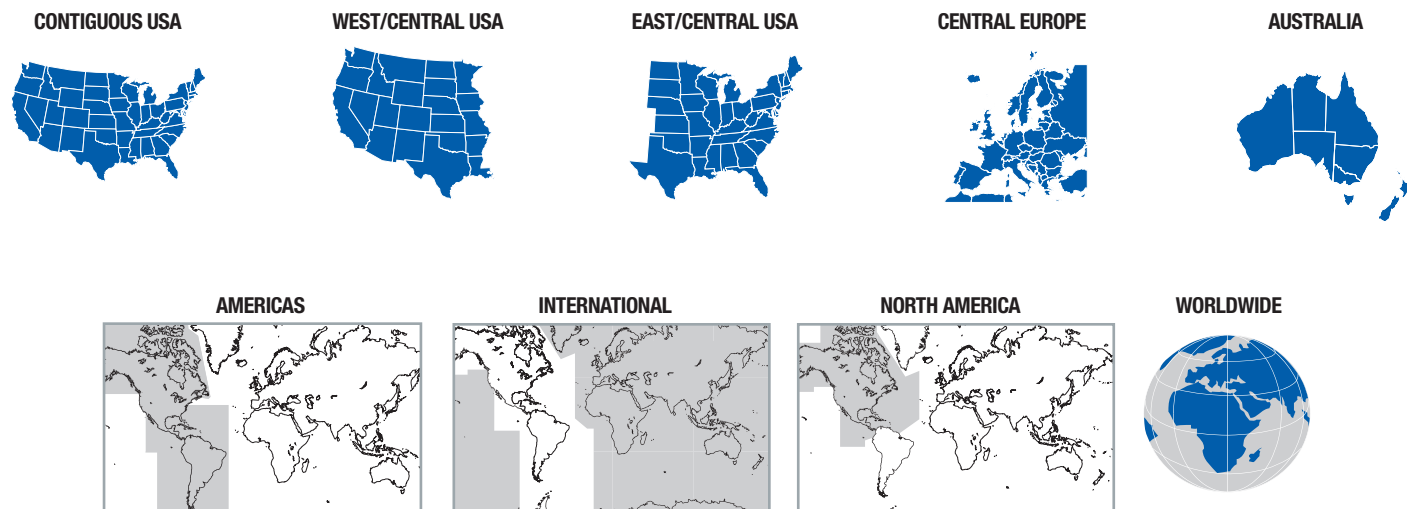 CONTIGUOUS USA
WEST/CENTRAL USA
EAST/CENTRAL USA
CENTRAL EUROPE
AUSTRALIA
AMERICAS
INTERNATIONAL
NORTH AMERICA
WORLDWIDE